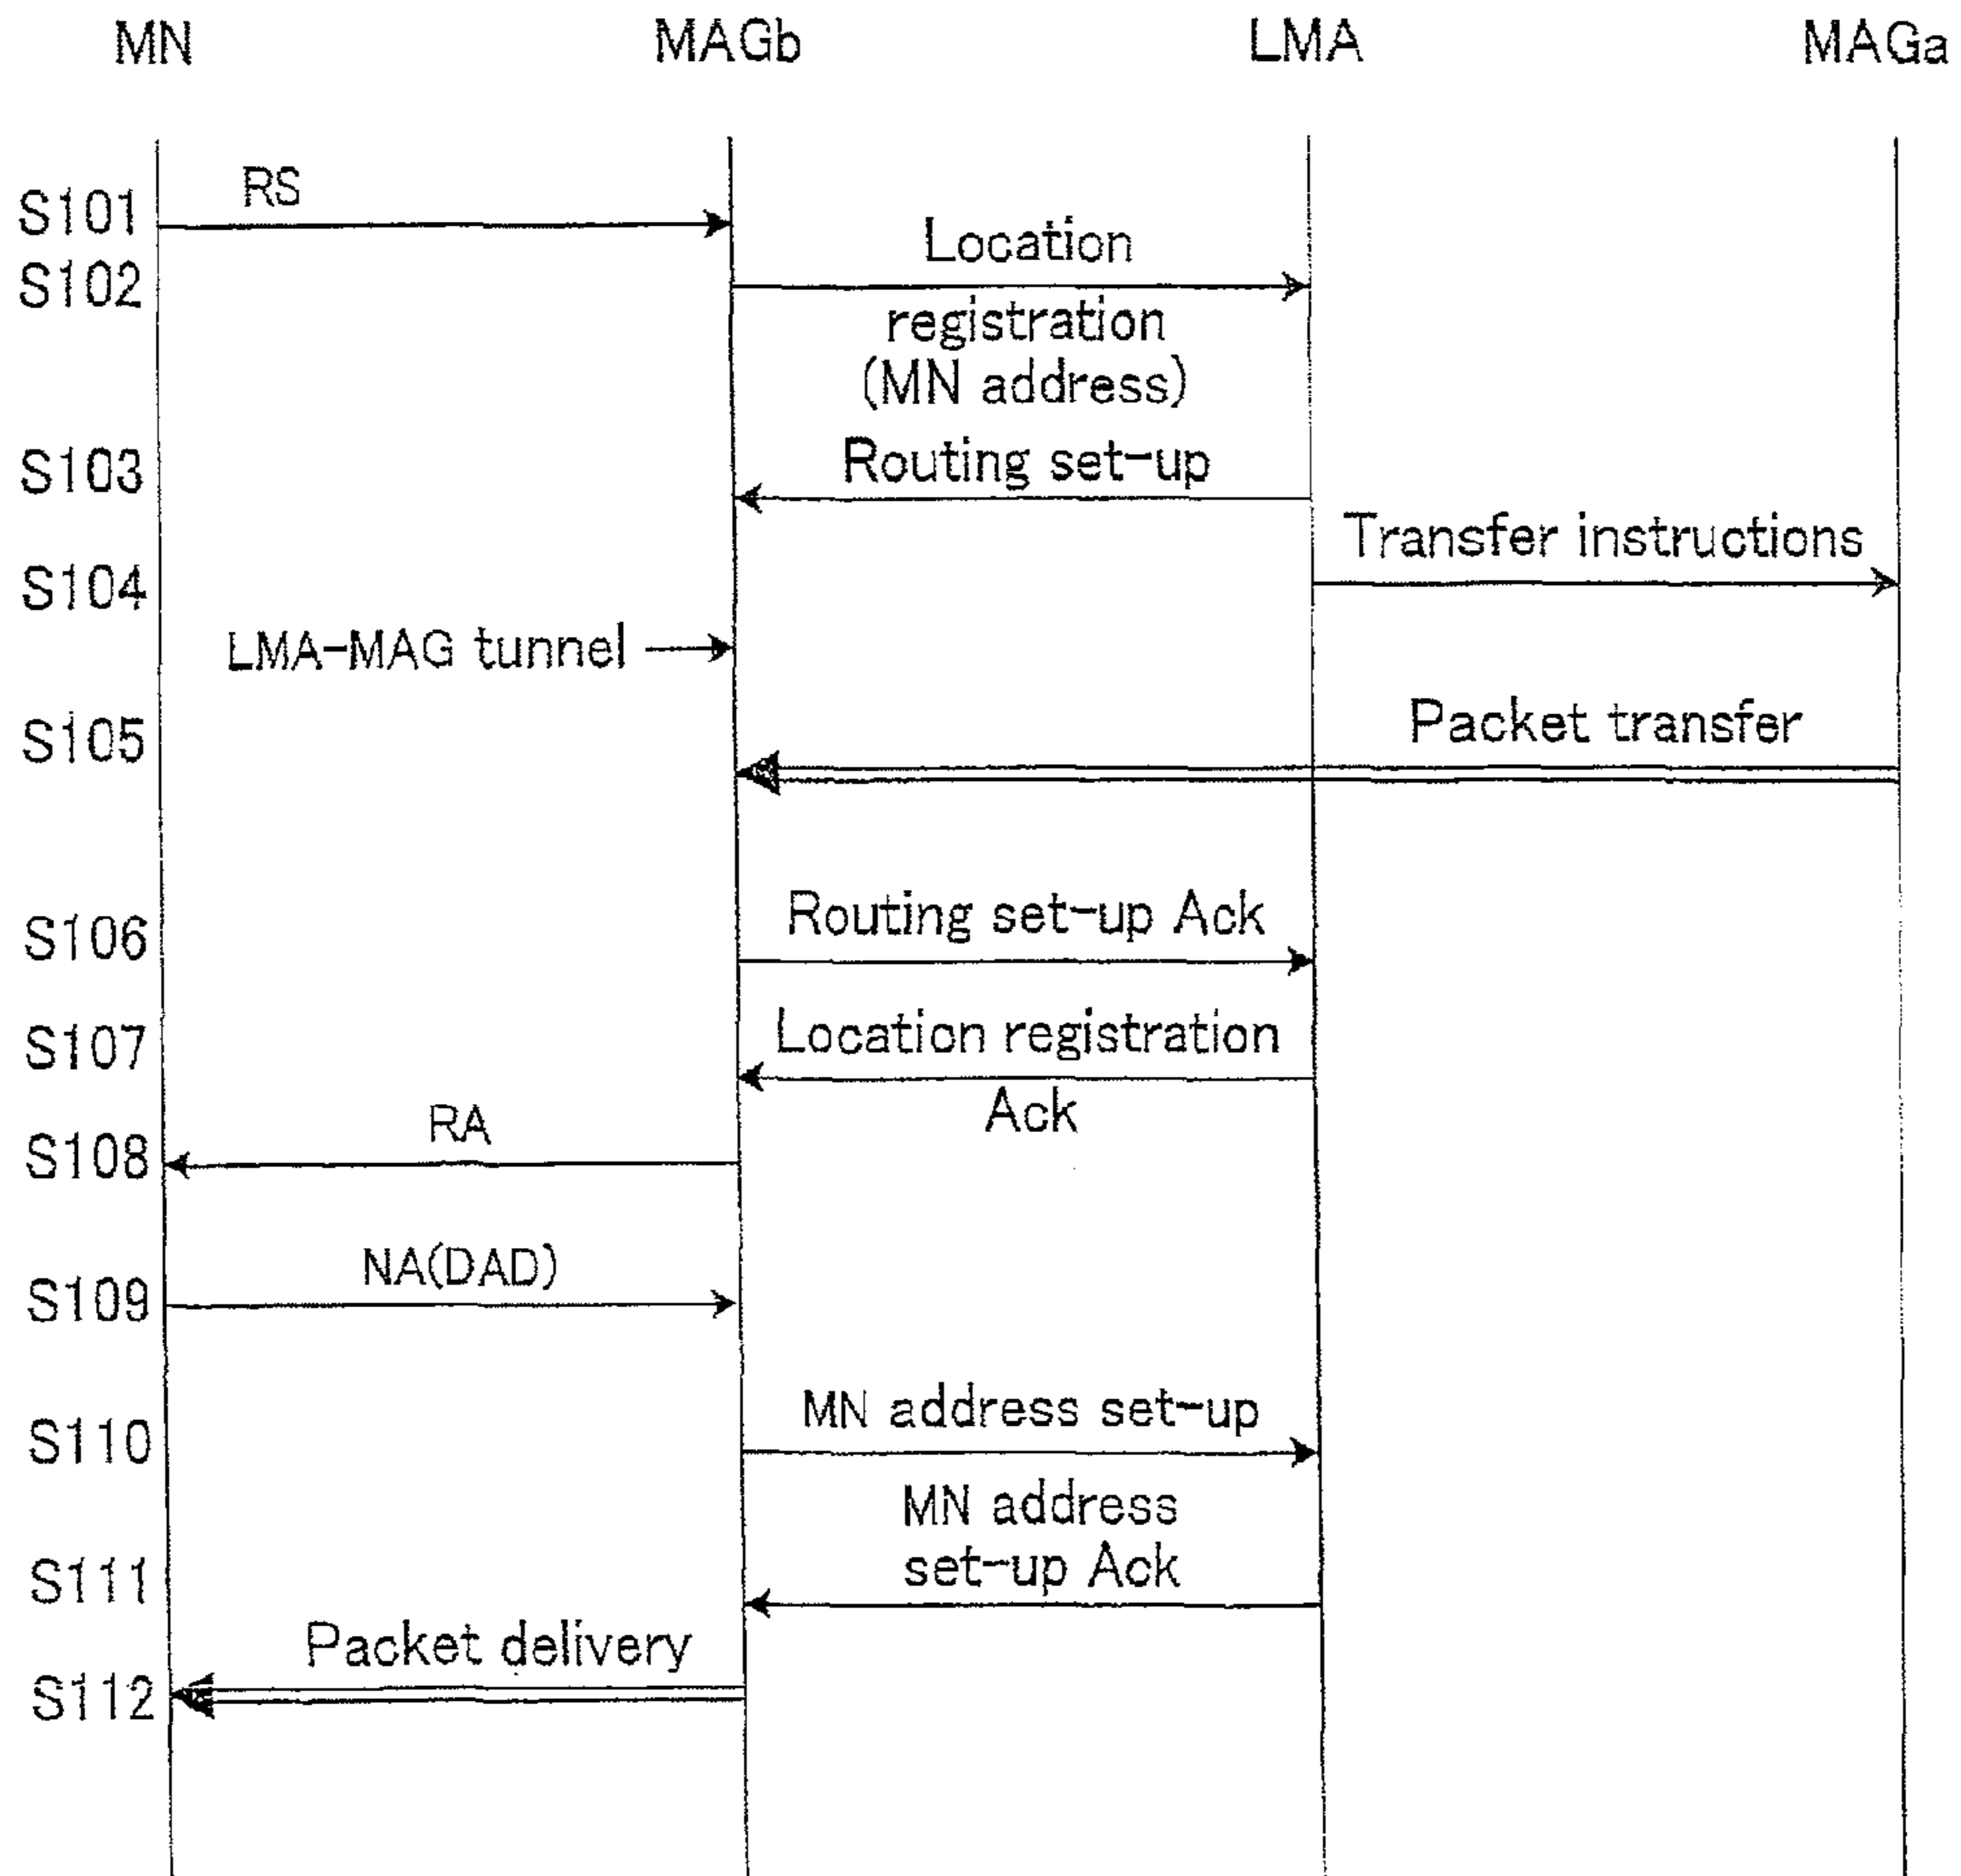 MN MAGb LMA MAGa
RS
S101
Location
S102
registration
(MN address)
Routing set-up
S103
Transfer instructions
S104
LMA-MAG tunnel
Packet transfer
S105
Routing set-up Ack
S106
Location registration
S107
Ack
RA
S108
NA(DAD)
S109
MN address set-up
S110
MN address
set-up Ack
S111
Packet delivery
S112